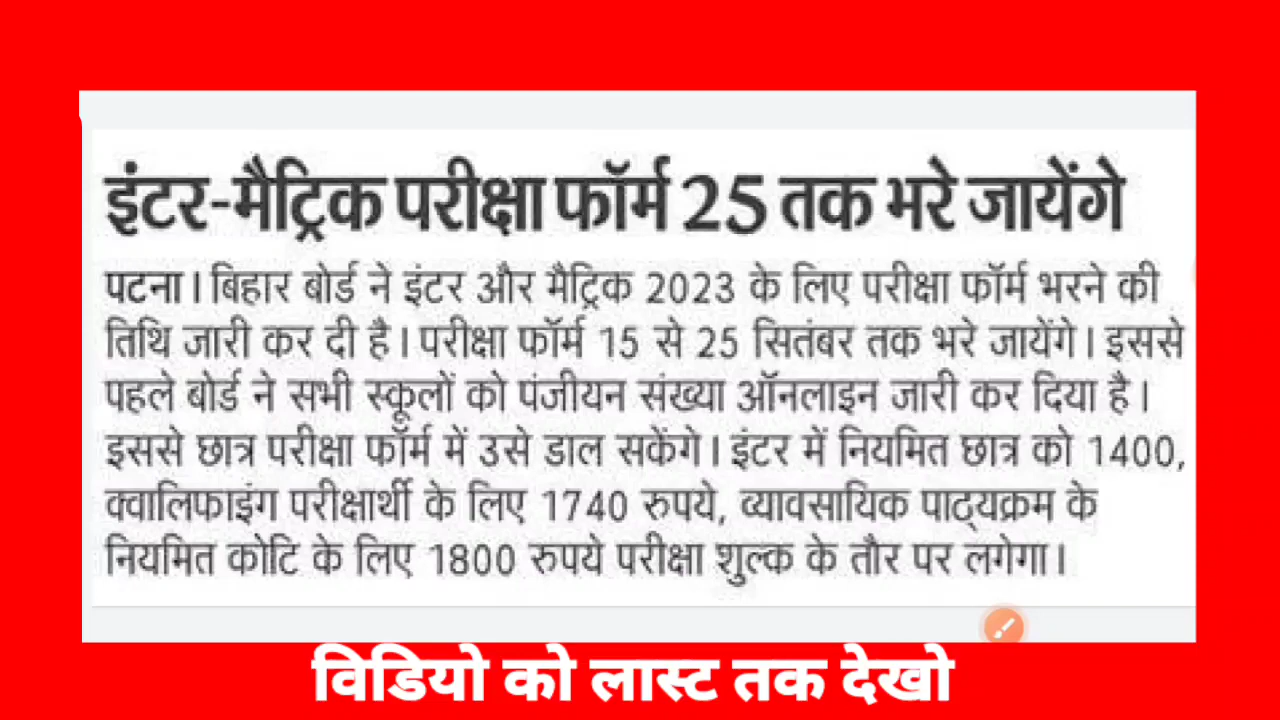 इंटर-मैट्रिक परीक्षा फॉर्म 25 तक भरे जायेंगे
पटना। बिहार बोर्ड ने इंटर और मैट्रिक 2023 के लिए परीक्षा फॉर्म भरने की
तिथि जारी कर दी है। परीक्षा फॉर्म 15 से 25 सितंबर तक भरे जायेंगे। इससे
पहले बोर्ड ने सभी स्कूलों को पंजीयन संख्या ऑनलाइन जारी कर दिया है।
इससे छात्र परीक्षा फॉर्म में उसे डाल सकेंगे। इंटर में नियमित छात्र को 1400,
क्वालिफाइंग परीक्षार्थी के लिए 1740 रुपये, व्यावसायिक पाठ्यक्रम के
नियमित कोटि के लिए 1800 रुपये परीक्षा शुल्क के तौर पर लगेगा।
विडियो को लास्ट तक देखो